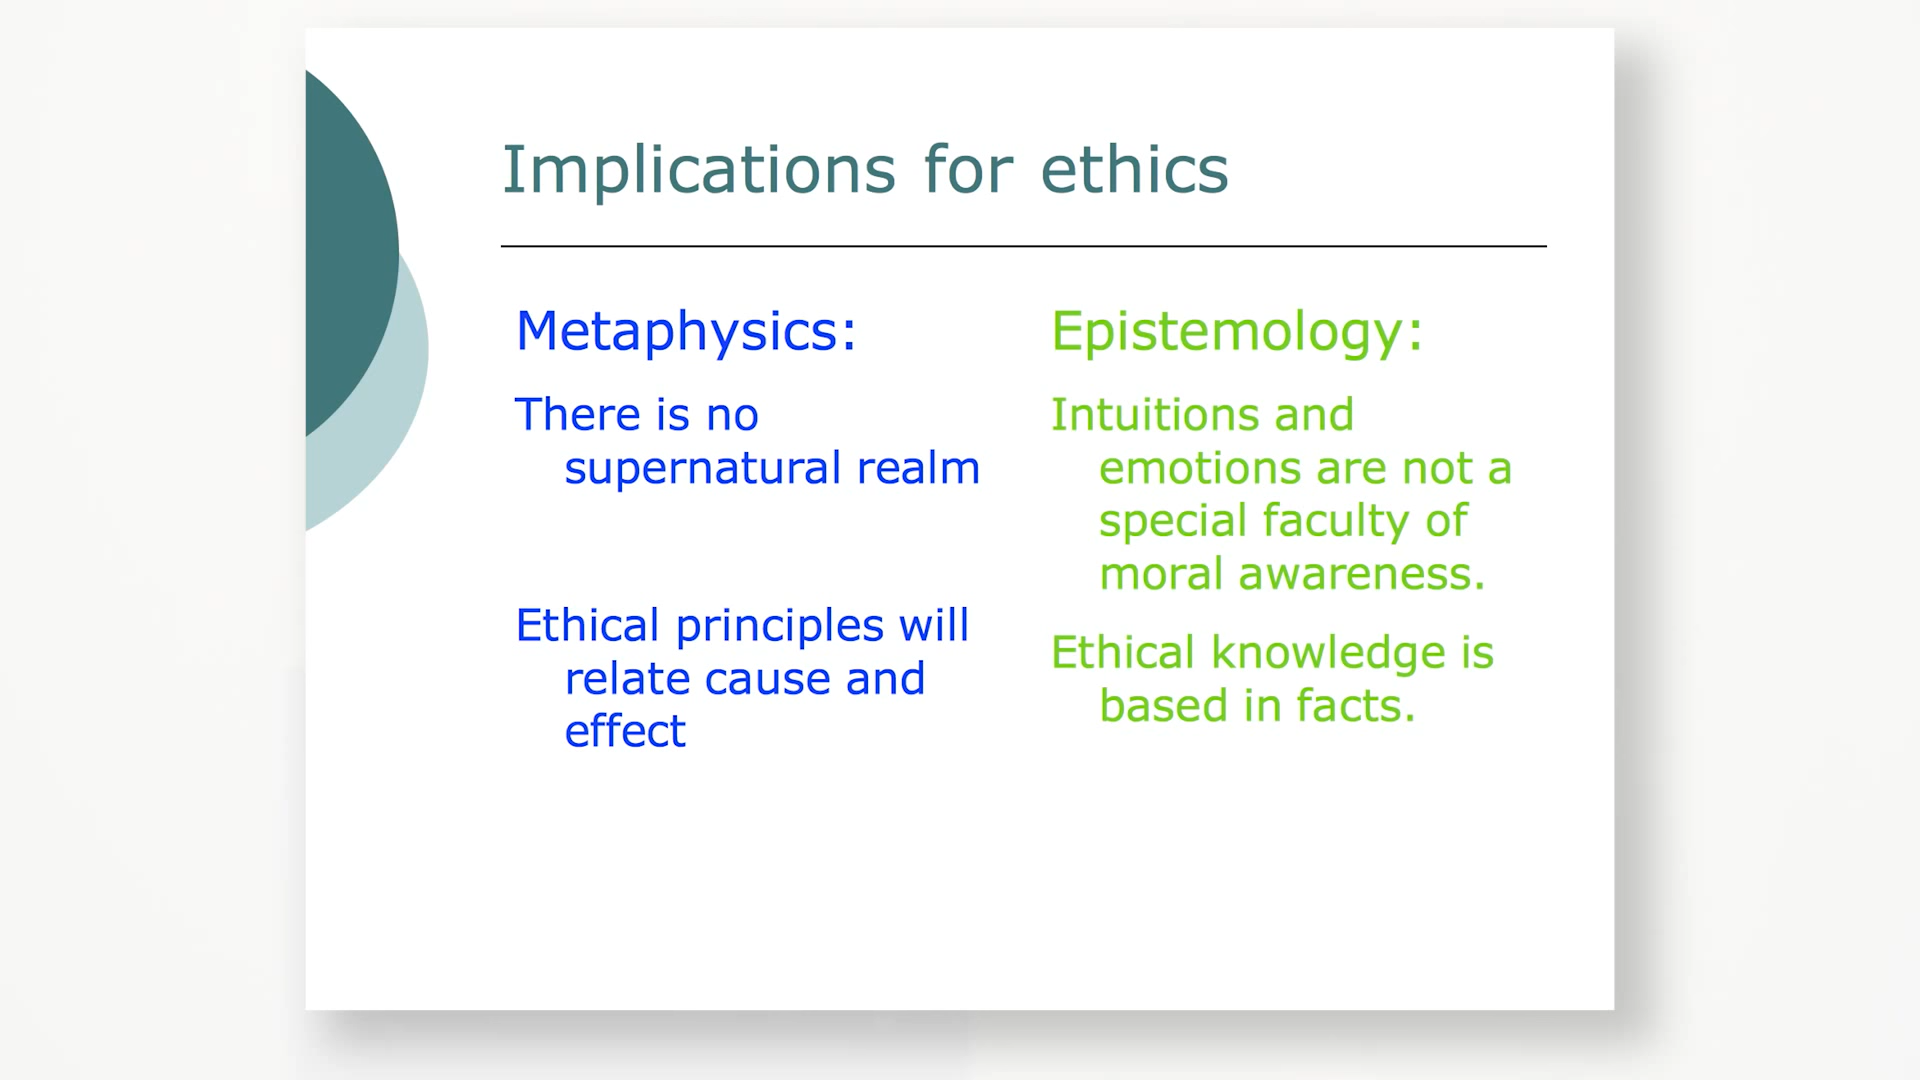 Implications for ethics
Metaphysics:
There is no
supernatural realm
Ethical principles will
relate cause and
effect
Epistemology:
Intuitions and
emotions are not a
special faculty of
moral awareness.
Ethical knowledge is
based in facts.